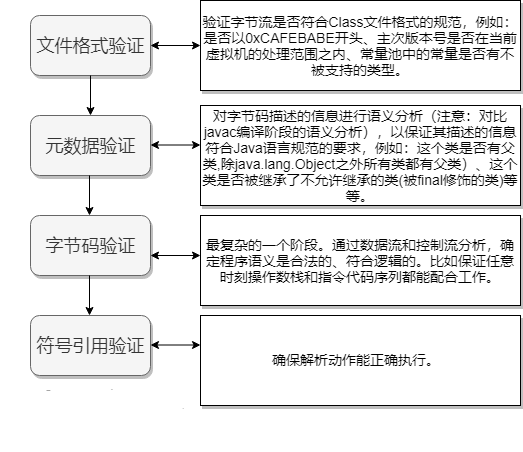 文件格式验证
验证字节流是否符合Class文件格式的规范，例如：
是否以0xCAFEBABE开头、主次版本号是否在当前
虚拟机的处理范围之内、常量池中的常量是否有不
被支持的类型。
元数据验证
对字节码描述的信息进行语义分析（注意：对比
javac编译阶段的语义分析），以保证其描述的信息
符合Java语言规范的要求，例如：这个类是否有父
类,除java.lang.Object之外所有类都有父类）、这个
类是否被继承了不允许继承的类(被final修饰的类)等
等。
字节码验证
最复杂的一个阶段。通过数据流和控制流分析，确
定程序语义是合法的、符合逻辑的。比如保证任意
时刻操作数栈和指令代码序列都能配合工作。
符号引用验证
确保解析动作能正确执行。